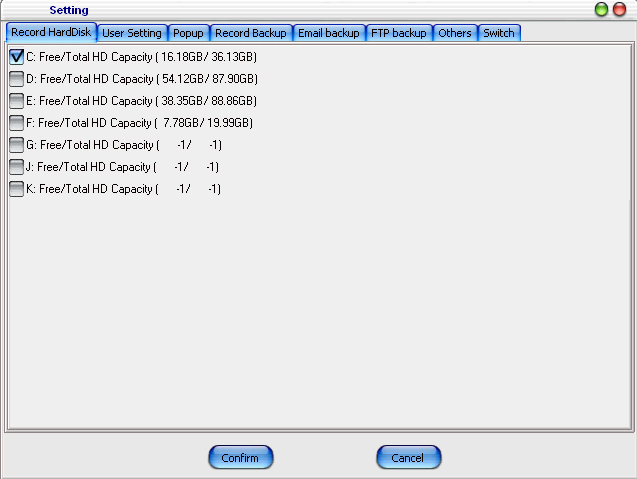 Setting
Record HardDisk User Setting Popup Record Backup Email backup FTP backup Others Switch
C: Free/Total HD Capacity ( 16.18GB/ 36.13GB)
D: Free/Total HD Capacity ( 54.12GB/ 87.90GB)
E: Free/Total HD Capacity ( 38.35GB/ 88.86GB)
F: Free/Total HD Capacity (  7.78GB/ 19.99GB)
G: Free/Total HD Capacity (      -1/      -1)
J: Free/Total HD Capacity (      -1/      -1)
K: Free/Total HD Capacity (      -1/      -1)
Confirm Cancel